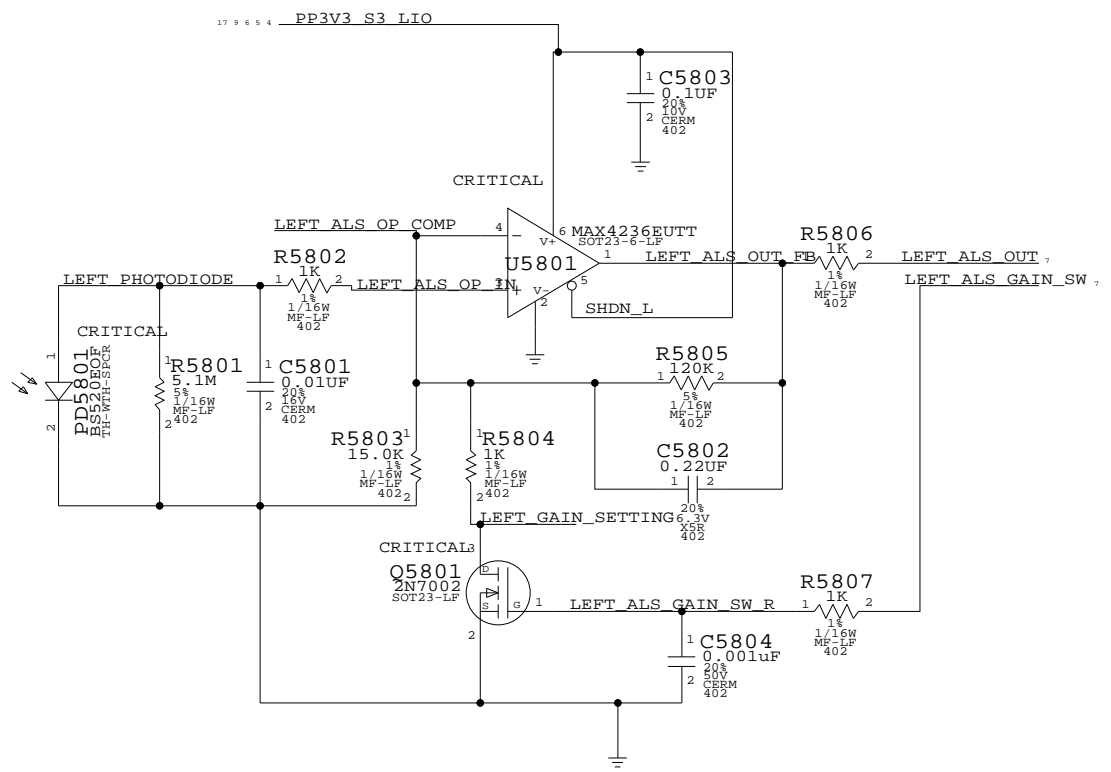 17 9 6 5 4 PP3V3_S3_LIO
1 C5803
0.1UF
20%
10V
2 CERM
402
CRITICAL
LEFT_ALS_OP_COMP
4
6 MAX4236EUTT
SOT23-6-LF
V+
R5806
1K
R5802
1K
U5801
1 LEFT_ALS_OUT_FB
1 2 LEFT_ALS_OUT 7
LEFT_PHOTODIODE
1 2 LEFT_ALS_OP_IN 3
V-
5
LEFT_ALS_GAIN_SW 7
1%
1/16W
MF-LF
402
1%
1/16W
MF-LF
402
2
SHDN_L
CRITICAL
1
PD5801
BS520EOF
TH-WTH-SPCR
2
1
R5801
5.1M
5%
1/16W
MF-LF
2 402
1 C5801
0.01UF
20%
16V
2 CERM
402
R5805
120K
1 2
5%
1/16W
MF-LF
402
R5803 1
15.0K
1%
1/16W
MF-LF
402 2
1 R5804
1K
1%
1/16W
MF-LF
2 402
C5802
0.22UF
1 2
20%
6.3V
X5R
402
LEFT_GAIN_SETTING
CRITICAL 3
Q5801
2N7002
SOT23-LF
D
S G 1
2
LEFT_ALS_GAIN_SW_R
R5807
1K
1 2
1%
1/16W
MF-LF
402
1 C5804
0.001uF
20%
50V
2 CERM
402